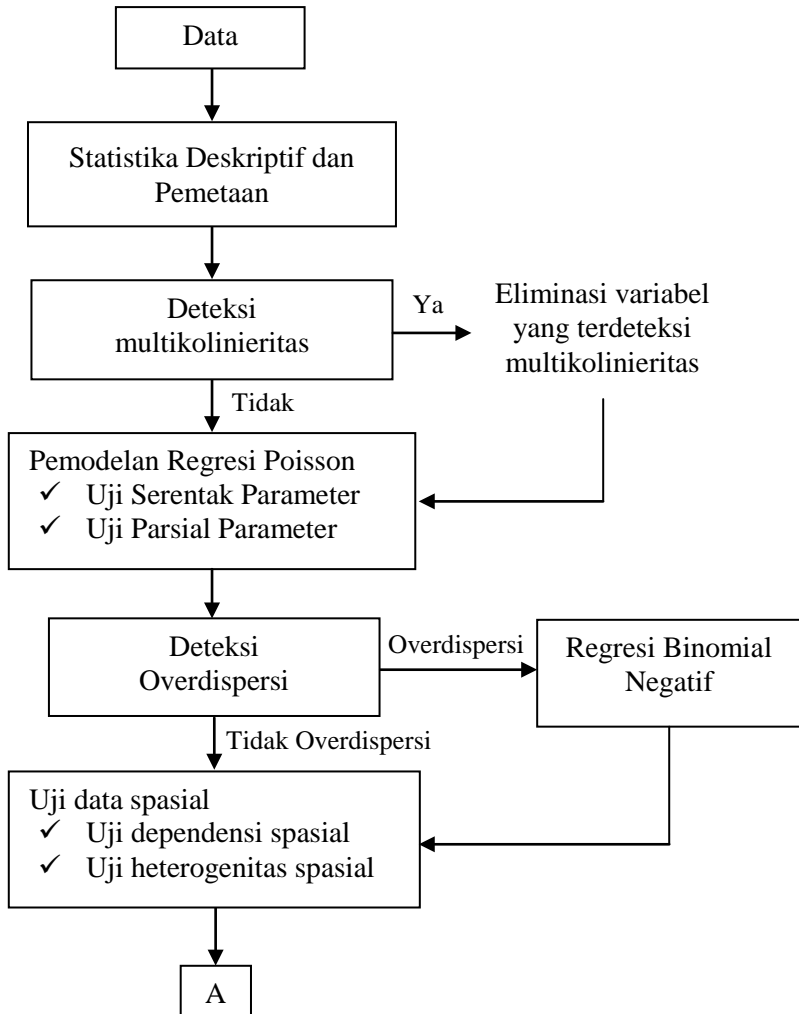 Data
Statistika Deskriptif dan
Pemetaan
Deteksi
multikolinieritas
Ya
Eliminasi variabel
yang terdeteksi
multikolinieritas
Tidak
Pemodelan Regresi Poisson
✓ Uji Serentak Parameter
✓ Uji Parsial Parameter
Deteksi
Overdispersi
Overdispersi
Regresi Binomial
Negatif
Tidak Overdispersi
Uji data spasial
✓ Uji dependensi spasial
✓ Uji heterogenitas spasial
A